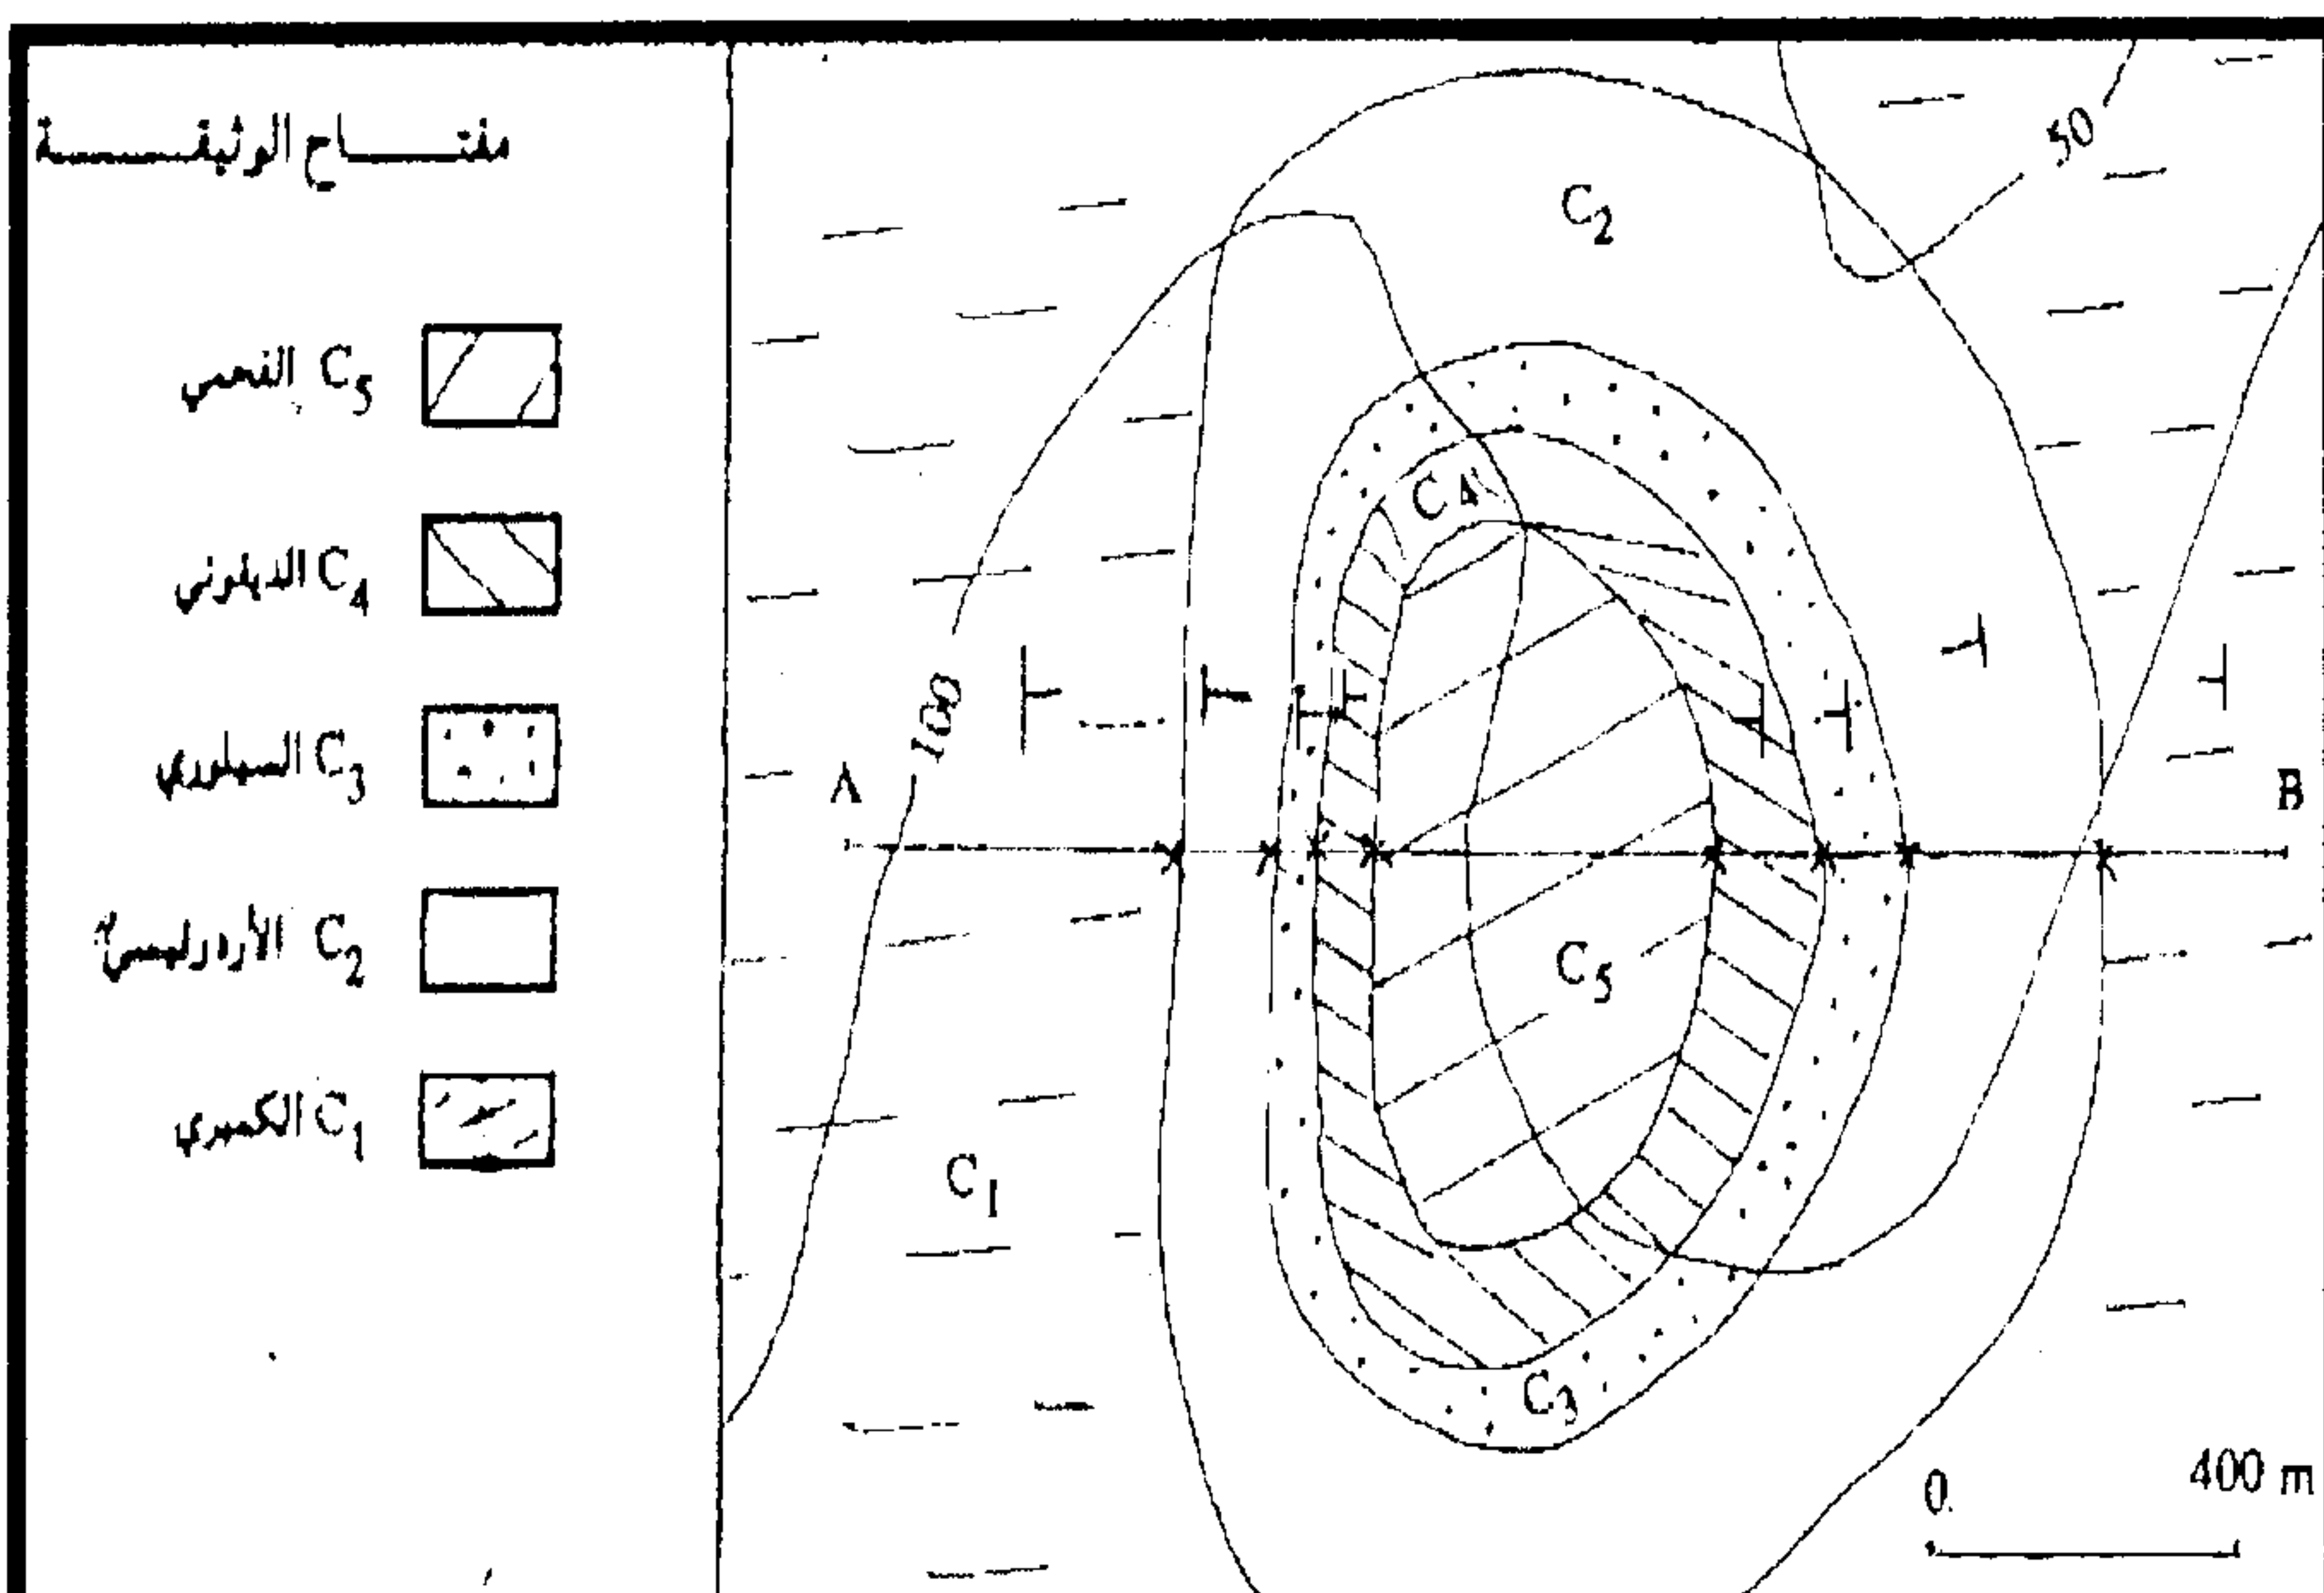 مفتاح الوثيقة
C5 الفحمي
C4 الديفوني
C3 السيلوري
C2 الأردوفيسي
C1 الكمبري
50
C2
C4
100
A
B
C5
C1
C3
0
400 m